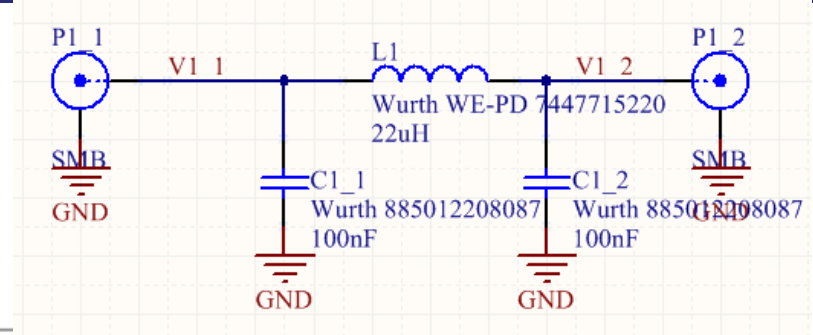 P1_1
P1_2
V1_1
L1
V1_2
Wurth WE-PD 7447715220
22uH
SMB
SMB
GND
GND
C1_1
C1_2
Wurth 885012208087
Wurth 885012208087
100nF
100nF
GND
GND